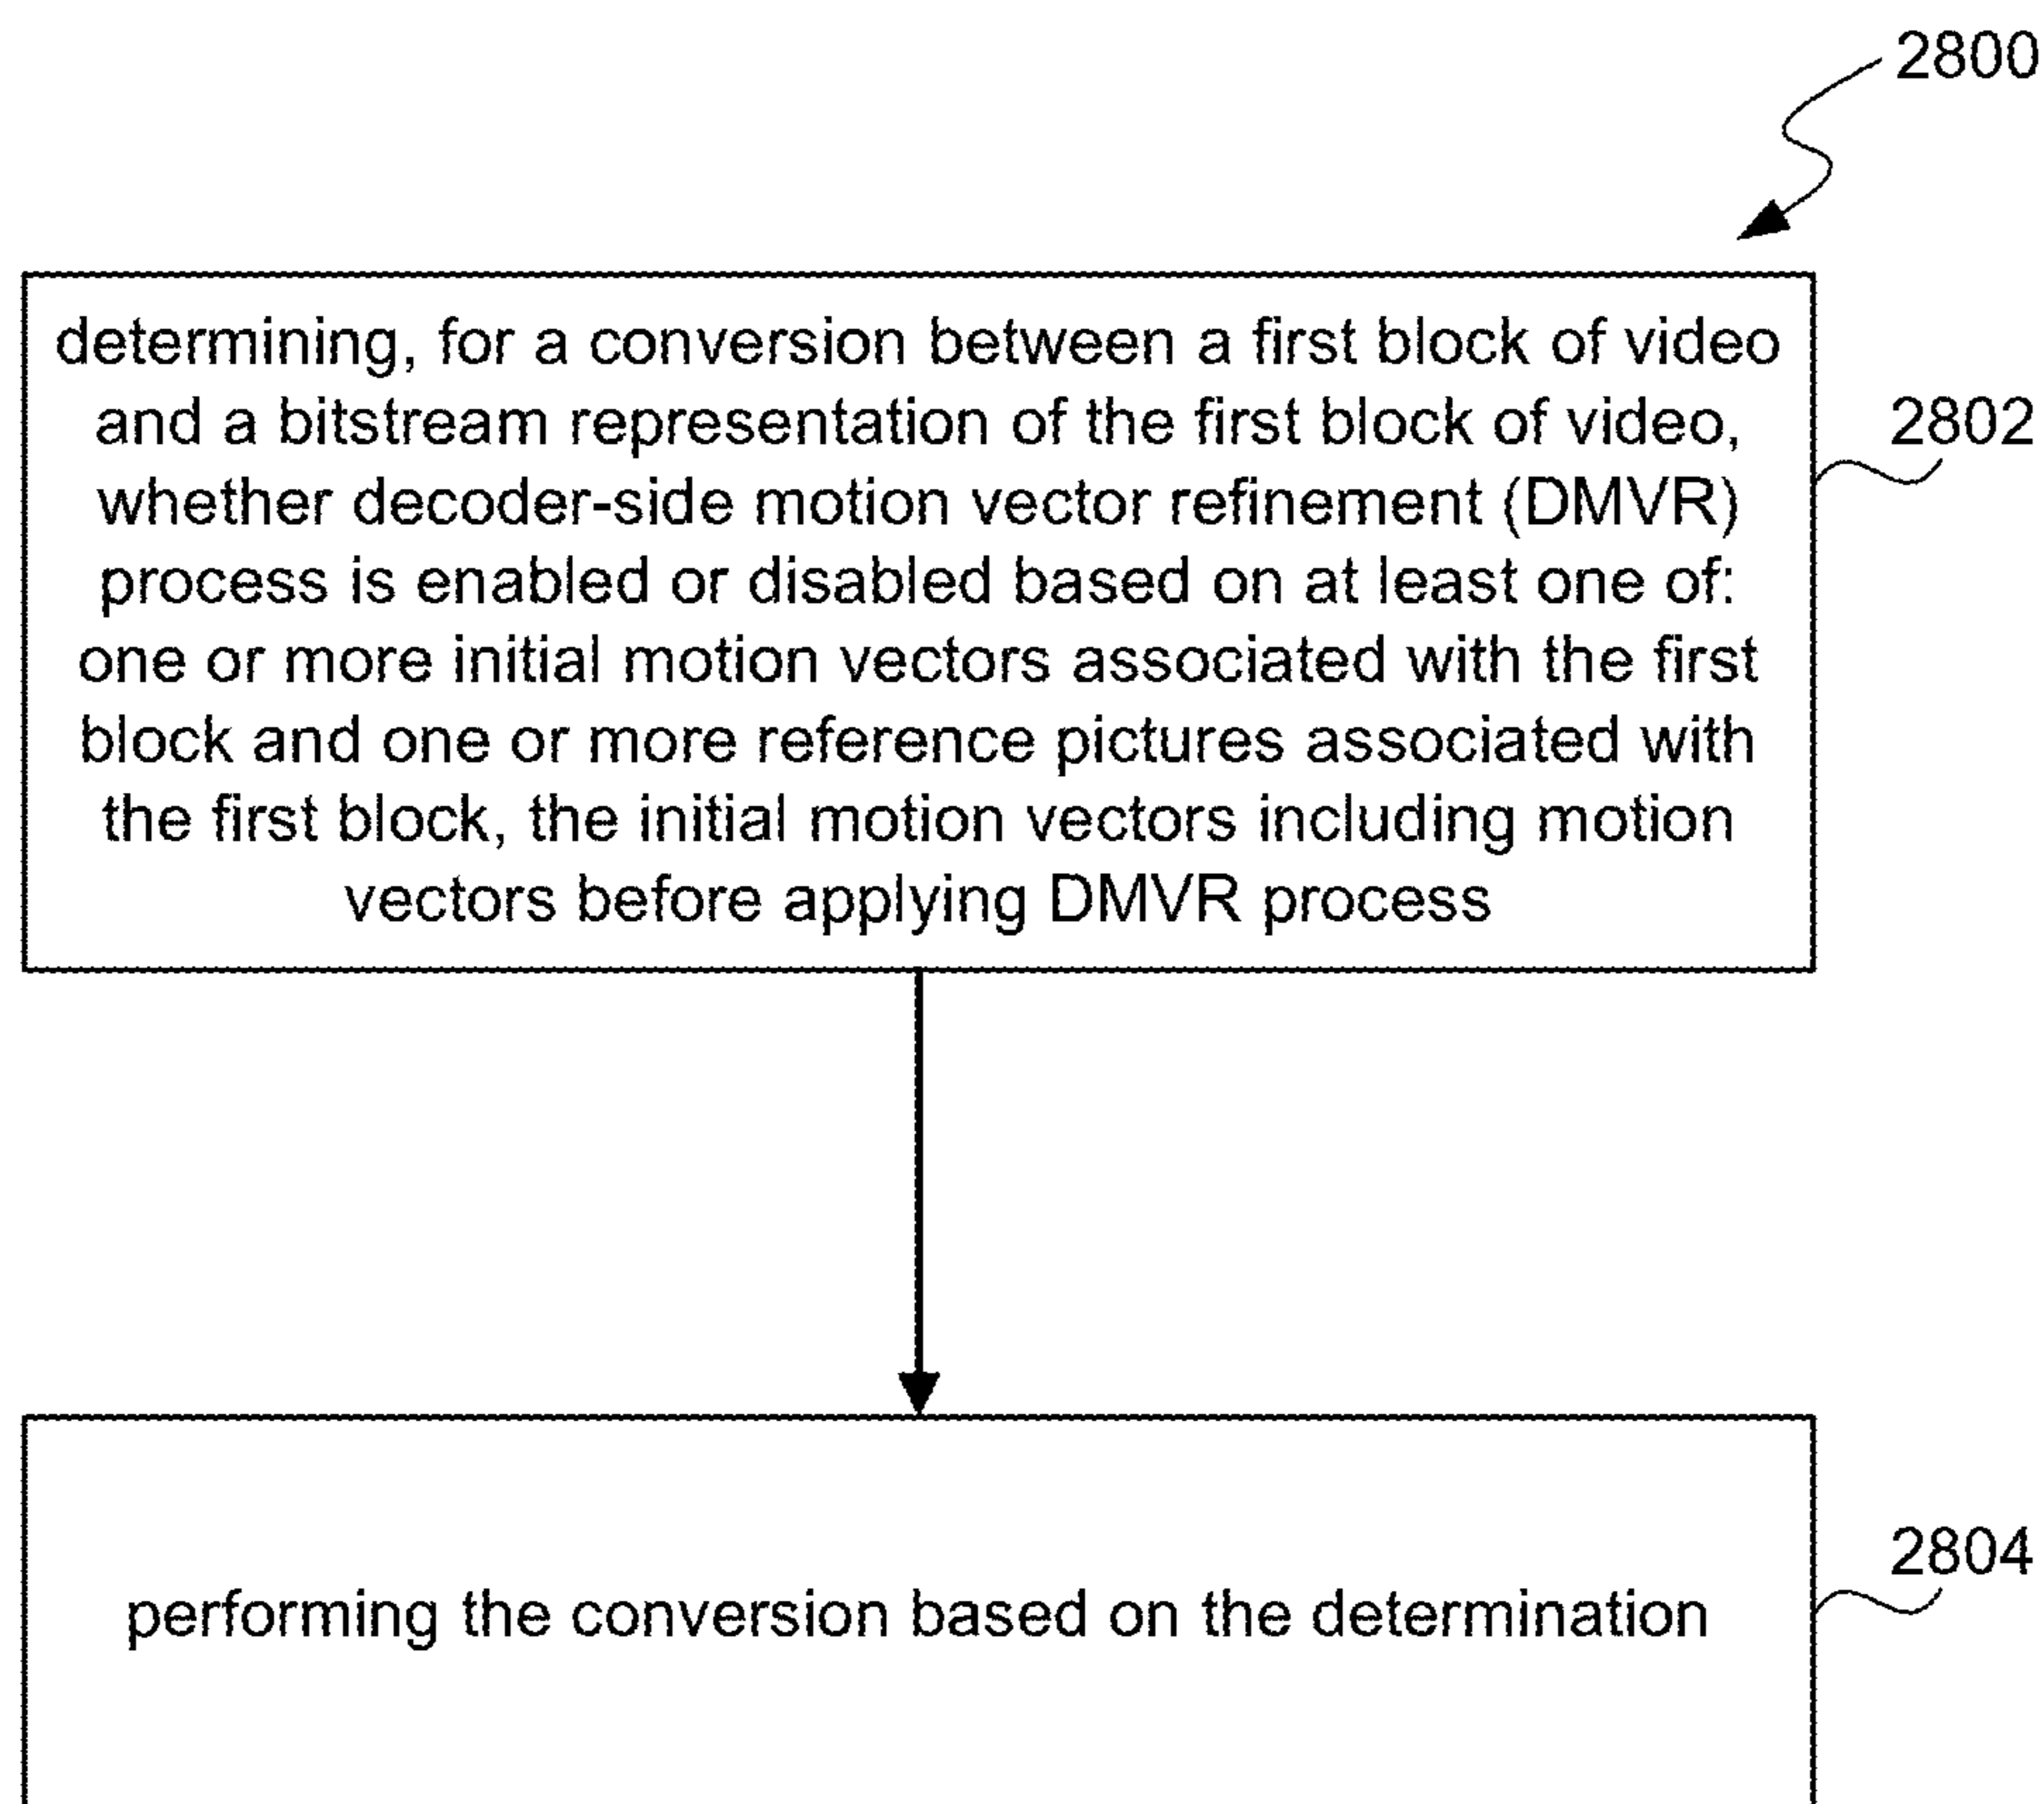 2800
determining, for a conversion between a first block of video
and a bitstream representation of the first block of video,
whether decoder-side motion vector refinement (DMVR)
process is enabled or disabled based on at least one of:
one or more initial motion vectors associated with the first
block and one or more reference pictures associated with
the first block, the initial motion vectors including motion
vectors before applying DMVR process
2802
performing the conversion based on the determination
2804